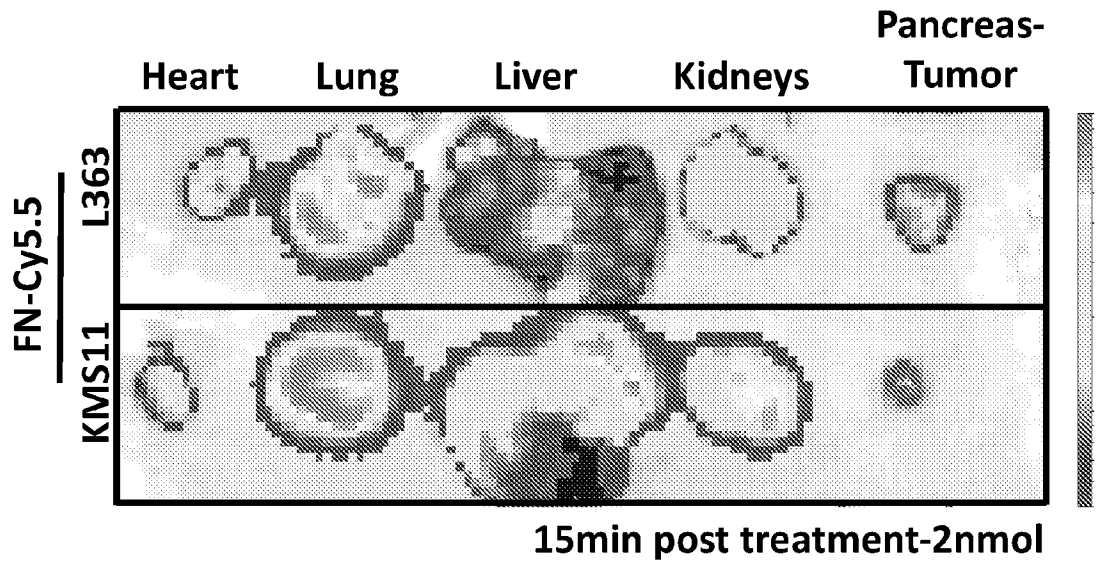 Pancreas-
Heart Lung Liver Kidneys Tumor
FN-Cy5.5
L363
KMS11
15min post treatment-2nmol